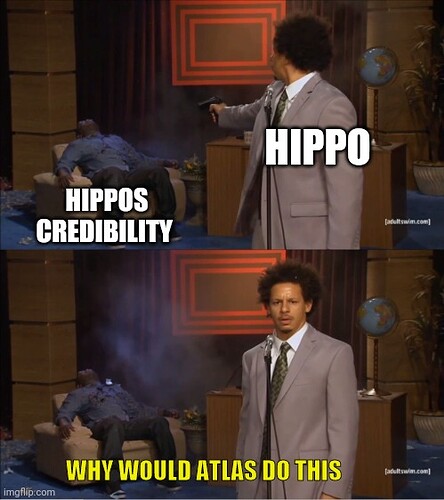 HIPPO
HIPPOS
CREDIBILITY
[adultswim.com]
WHY WOULD ATLAS DO THIS
[adultswim.com]
imgflip.com